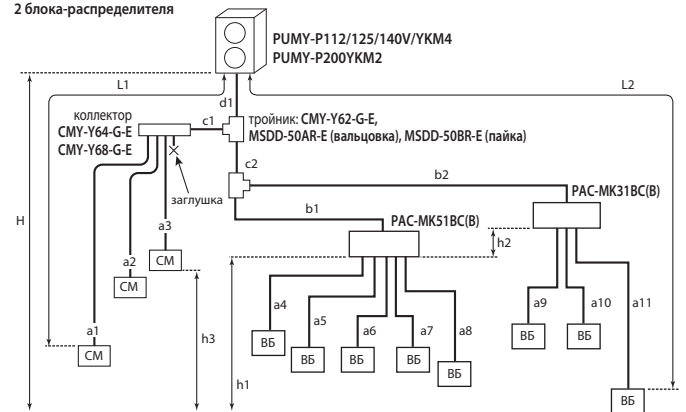 2 блока-распределителя
PUMY-P112/125/140V/YKM4
PUMY-P200YKM2
L1
L2
d1
коллектор
CMY-Y64-G-E
CMY-Y68-G-E
c1
тройник: CMY-Y62-G-E,
MSDD-50AR-E (вальцовка), MSDD-50BR-E (пайка)
c2
заглушка
b2
b1
PAC-MK31BC(B)
PAC-MK51BC(B)
H
h2
a3
a2
СМ
СМ
a1
СМ
h3
h1
a4
a5
a6
a7
a8
a9
a10
a11
ВБ
ВБ
ВБ
ВБ
ВБ
ВБ
ВБ
ВБ